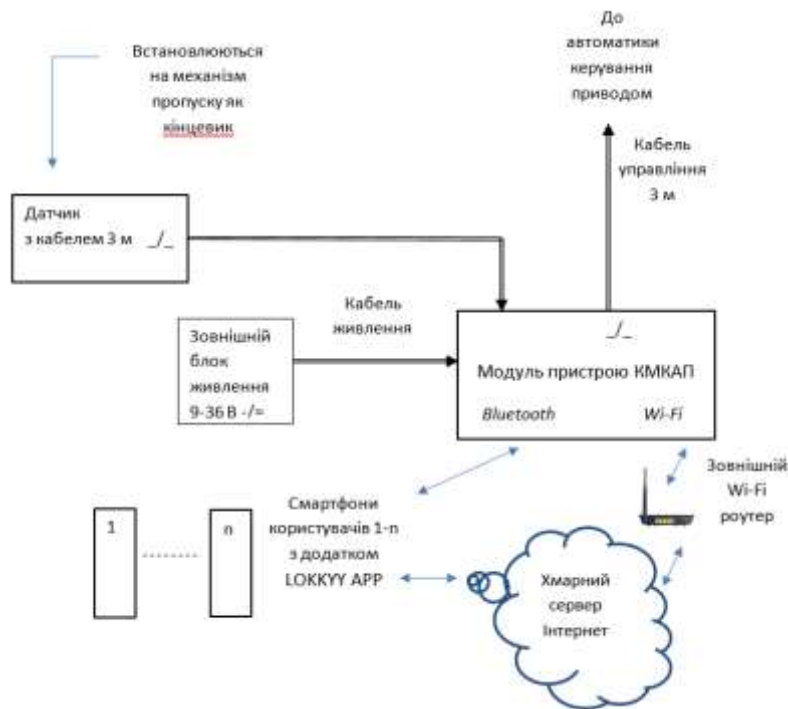 До
автоматики
керування
приводом
Встановлюються
на механізм
пропуску як
кінцевик
Кабель
управління
3 м
Датчик
з кабелем 3 м _/_
Кабель
живлення
Зовнішній
блок
живлення
9-36 В -/=
_/_
Модуль пристрою КМКАП
Bluetooth Wi-Fi
Зовнішній
Wi-Fi
роутер
1 n
Смартфони
користувачів 1-n
з додатком
LOKKYY APP
Хмарний
сервер
Інтернет